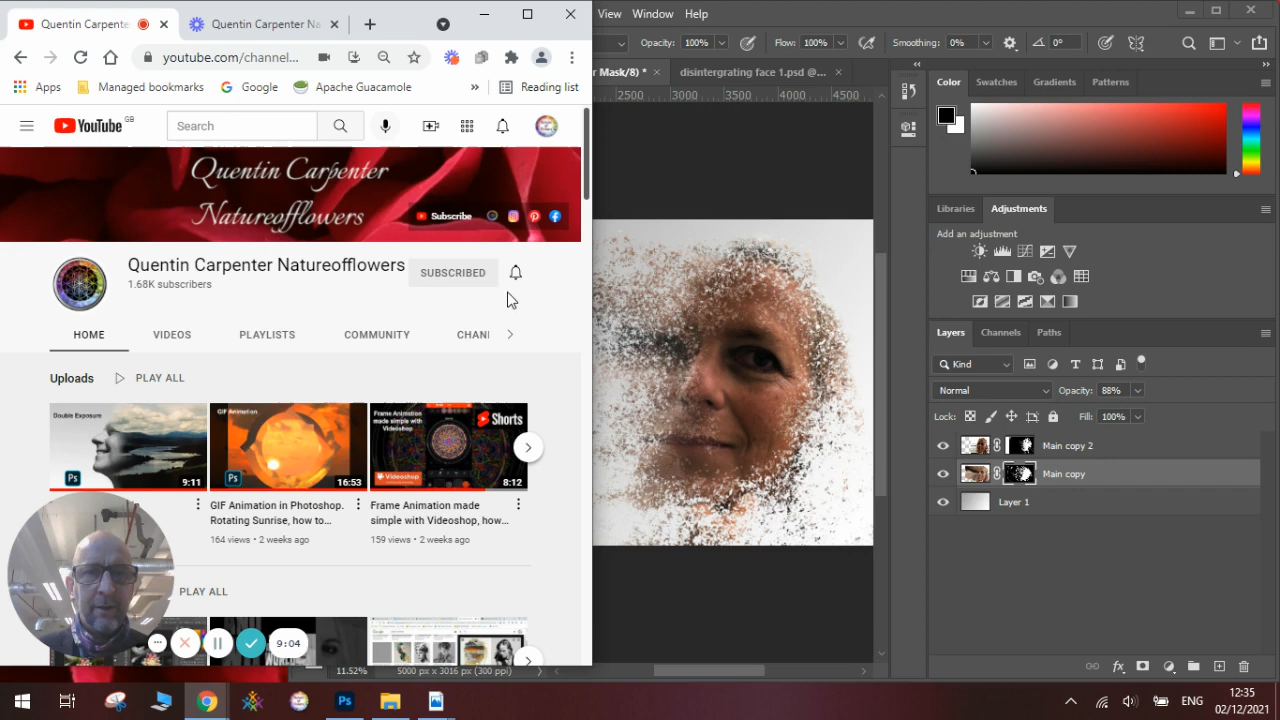 Quentin Carpente
Quentin Carpenter Na
youtube.com/channel...
Apps
Managed bookmarks
Google
Apache Guacamole
»
Reading list
YouTube GB
Search
Quentin Carpenter
Natureofflowers
Subscribe
Quentin Carpenter Natureofflowers
1.68K subscribers
SUBSCRIBED
HOME
VIDEOS
PLAYLISTS
COMMUNITY
CHANI
Uploads
PLAY ALL
Double Exposure
Ps
9:11
GIF Animation
Ps
16:53
Frame Animation
made simple with
Videoshop
Shorts
Videoshop
8:12
GIF Animation in Photoshop.
Rotating Sunrise, how to...
164 views • 2 weeks ago
Frame Animation made
simple with Videoshop, how...
159 views • 2 weeks ago
PLAY ALL
9:04
View
Window
Help
Opacity: 100%
Flow: 100%
Smoothing: 0%
0°
r Mask/8) *
disintergrating face 1.psd @...
2500
3000
3500
4000
4500
Color
Swatches
Gradients
Patterns
Libraries
Adjustments
Add an adjustment
Layers
Channels
Paths
Kind
Normal
Opacity: 88%
Lock:
Fill: 100%
Main copy 2
Main copy
Layer 1
11.52%
5000 px x 3016 px (300 ppi)
fx
Ps
ENG
12:35
02/12/2021